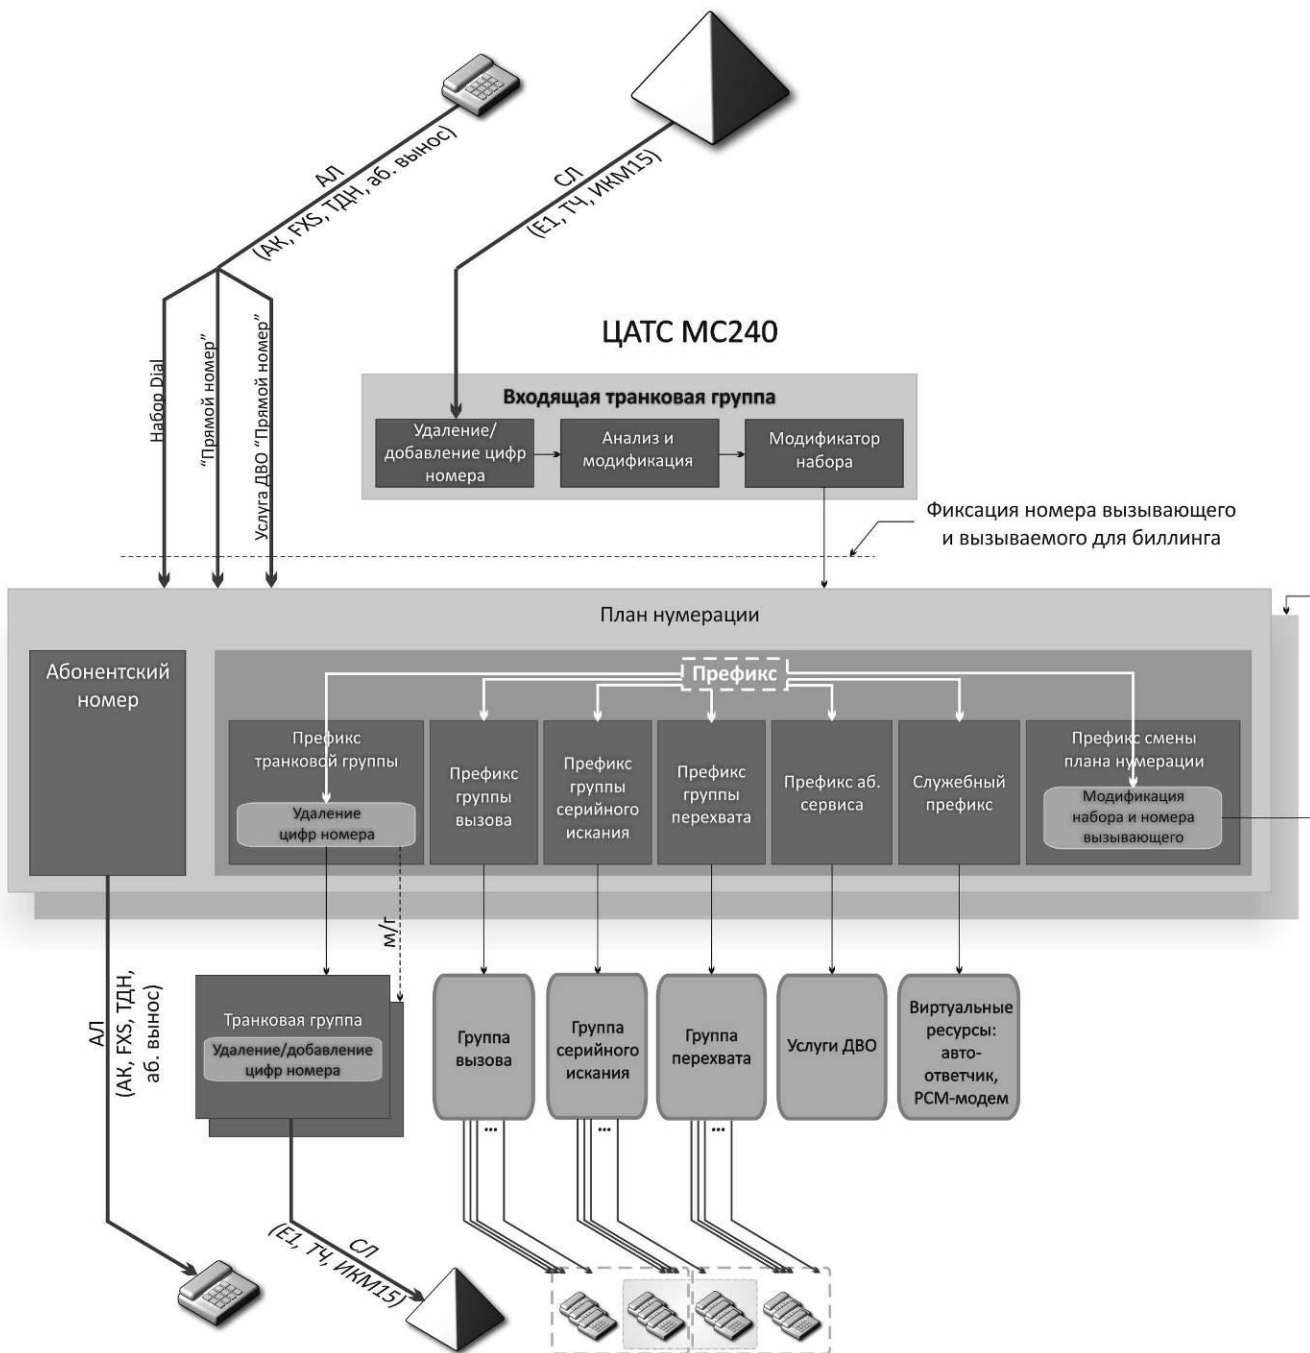 АЛ
(АК, FXS, ТДН, аб. вынос)
СЛ
(Е1, ТЧ, ИКМ15)
Набор Dial
“Прямой номер”
Услуга ДВО “Прямой номер”
ЦАТС МС240
Входящая транковая группа
Удаление/
добавление цифр
номера
Анализ и
модификация
Модификатор
набора
Фиксация номера вызывающего
и вызываемого для биллинга
План нумерации
Абонентский
номер
Префикс
Префикс
транковой группы
Удаление
цифр номера
Префикс
группы
вызова
Префикс
группы
серийного
искания
Префикс
группы
перехвата
Префикс аб.
сервиса
Служебный
префикс
Префикс смены
плана нумерации
Модификация
набора и номера
вызывающего
м/г
АЛ
(АК, FXS, ТДН,
аб. вынос)
Транковая группа
Удаление/добавление
цифр номера
Группа
вызова
Группа
серийного
искания
Группа
перехвата
Услуги ДВО
Виртуальные
ресурсы:
авто-
ответчик,
PCM-модем
...
...
...
СЛ
(Е1, ТЧ, ИКМ15)